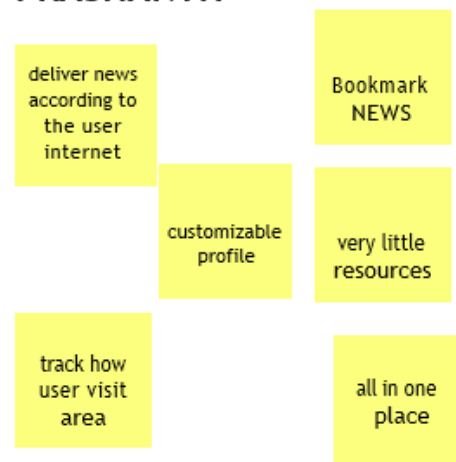 deliver news
according to
the user
internet
Bookmark
NEWS
customizable
profile
very little
resources
track how
user visit
area
all in one
place